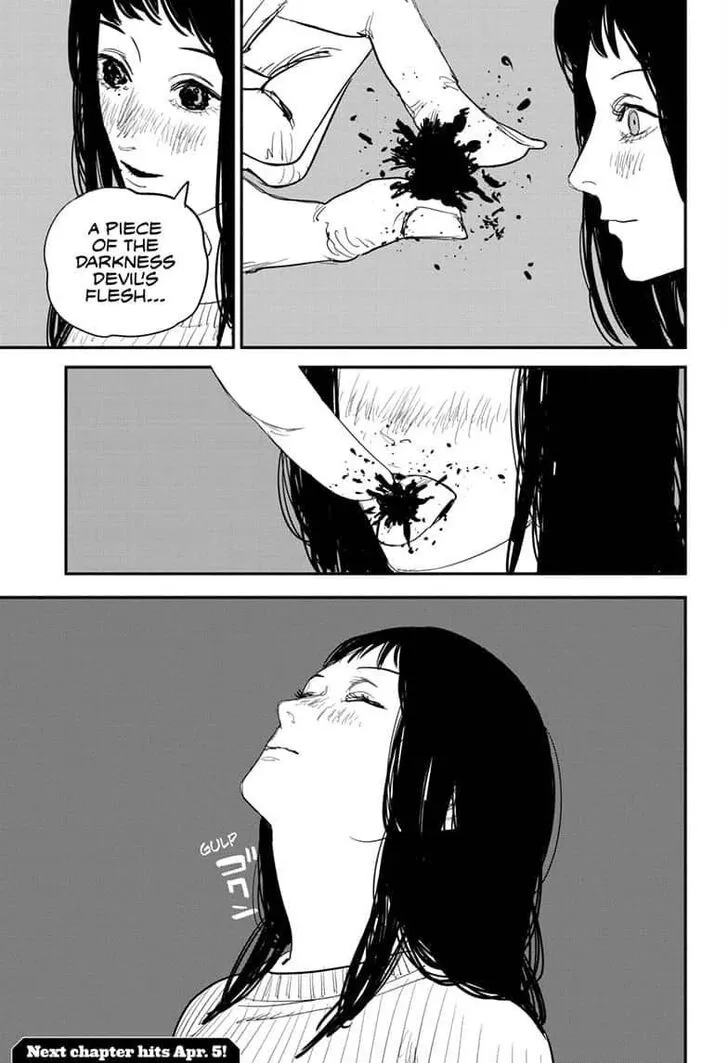 A PIECE
OF THE
DARKNESS
DEVIL'S
FLESH...
GULP
ゴクン
Next chapter hits Apr. 5!